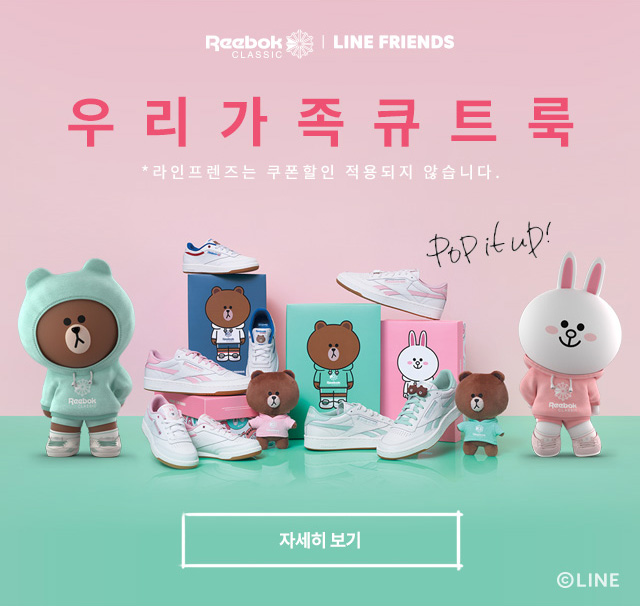 Reebok CLASSIC | LINE FRIENDS
우리가족큐트룩
*라인프렌즈는 쿠폰할인 적용되지 않습니다.
Pop it up!
Reebok
CLASSIC
Reebok
자세히 보기
©LINE